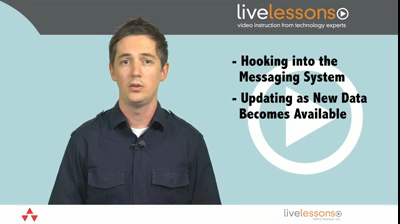 livelessons
video instruction from technology experts
- Hooking into the
Messaging System
- Updating as New Data
Becomes Available
livelessons